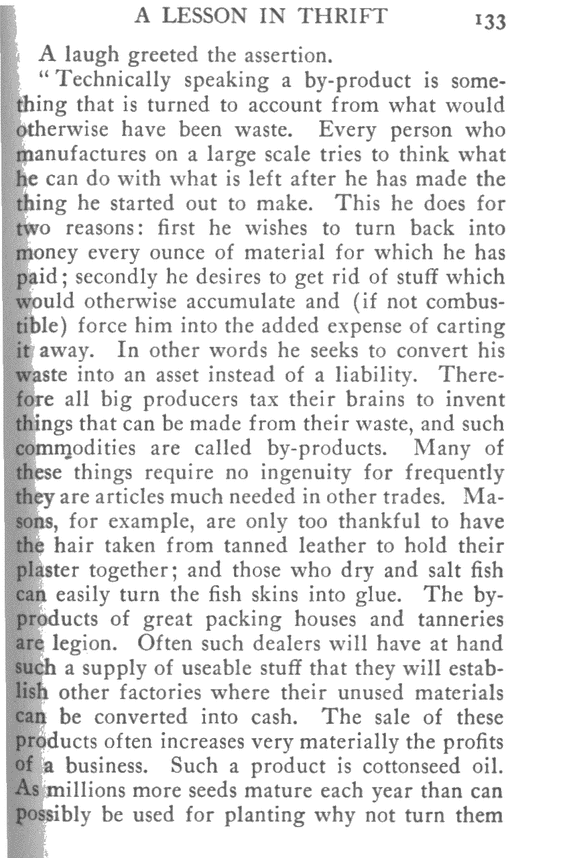 A LESSON IN THRIFT 133
A laugh greeted the assertion.
“Technically speaking a by-product is some-
thing that is turned to account from what would
otherwise have been waste. Every person who
manufactures on a large scale tries to think what
he can do with what is left after he has made the
thing he started out to make. This he does for
two reasons: first he wishes to turn back into
money every ounce of material for which he has
paid; secondly he desires to get rid of stuff which
would otherwise accumulate and (if not combus-
tible) force him into the added expense of carting
it away. In other words he seeks to convert his
waste into an asset instead of a liability. There-
fore all big producers tax their brains to invent
things that can be made from their waste, and such
commodities are called by-products. Many of
these things require no ingenuity for frequently
they are articles much needed in other trades. Ma-
sons, for example, are only too thankful to have
the hair taken from tanned leather to hold their
plaster together; and those who dry and salt fish
can easily turn the fish skins into glue. The by-
products of great packing houses and tanneries
are legion. Often such dealers will have at hand
such a supply of useable stuff that they will estab-
lish other factories where their unused materials
can be converted into cash. The sale of these
products often increases very materially the profits
of a business. Such a product is cottonseed oil.
As millions more seeds mature each year than can
possibly be used for planting why not turn them